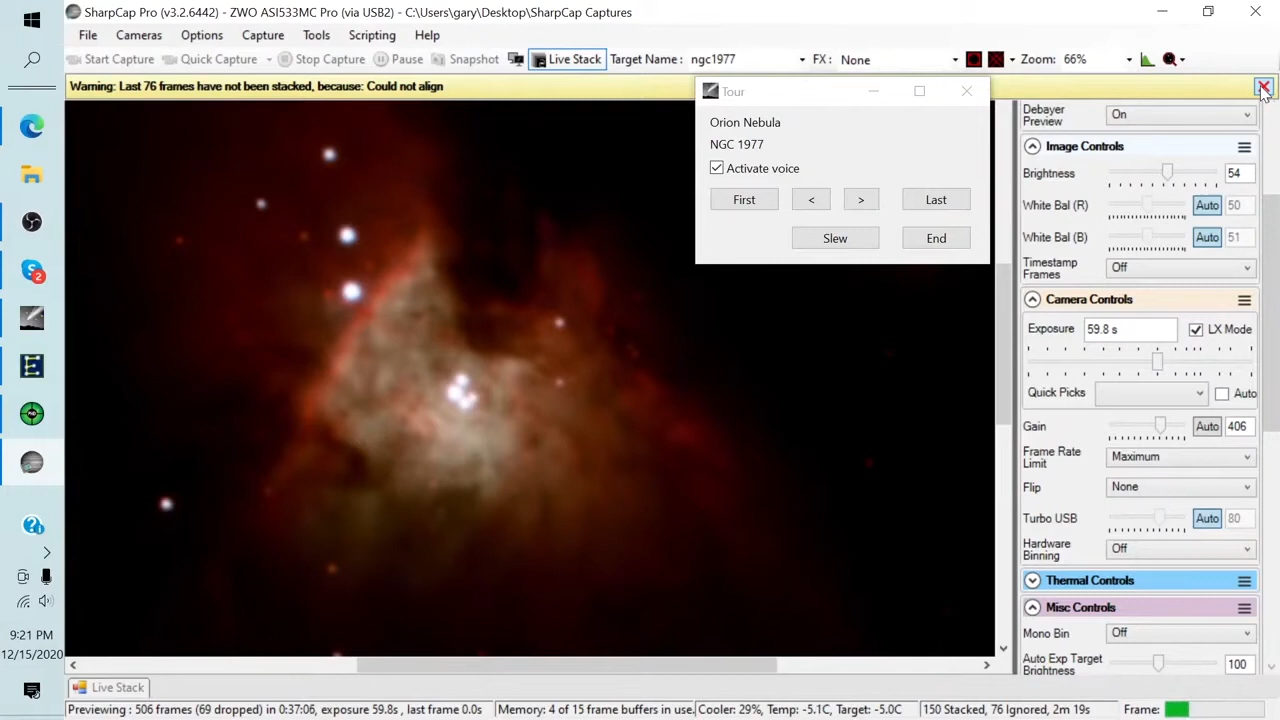 SharpCap Pro (v3.2.6442) - ZWO ASI533MC Pro (via USB2) - C:\Users\gary\Desktop\SharpCap Captures
File Cameras Options Capture Tools Scripting Help
Start Capture Quick Capture Stop Capture Pause Snapshot Live Stack Target Name: ngc1977 FX: None Zoom: 66%
Warning: Last 76 frames have not been stacked, because: Could not align
Tour
Orion Nebula
NGC 1977
Activate voice
First < > Last
Slew End
Debayer
Preview On
Image Controls
Brightness 54
White Bal (R) Auto 50
White Bal (B) Auto 51
Timestamp
Frames Off
Camera Controls
Exposure 59.8 s LX Mode
Quick Picks Auto
Gain Auto 406
Frame Rate
Limit Maximum
Flip None
Turbo USB Auto 80
Hardware
Binning Off
Thermal Controls
Misc Controls
Mono Bin Off
Auto Exp Target
Brightness 100
2
PHD
9:21 PM
12/15/2020
Live Stack
Previewing : 506 frames (69 dropped) in 0:37:06, exposure 59.8s , last frame 0.0s Memory: 4 of 15 frame buffers in use. Cooler: 29%, Temp: -5.1C, Target: -5.0C 150 Stacked, 76 Ignored, 2m 19s Frame: